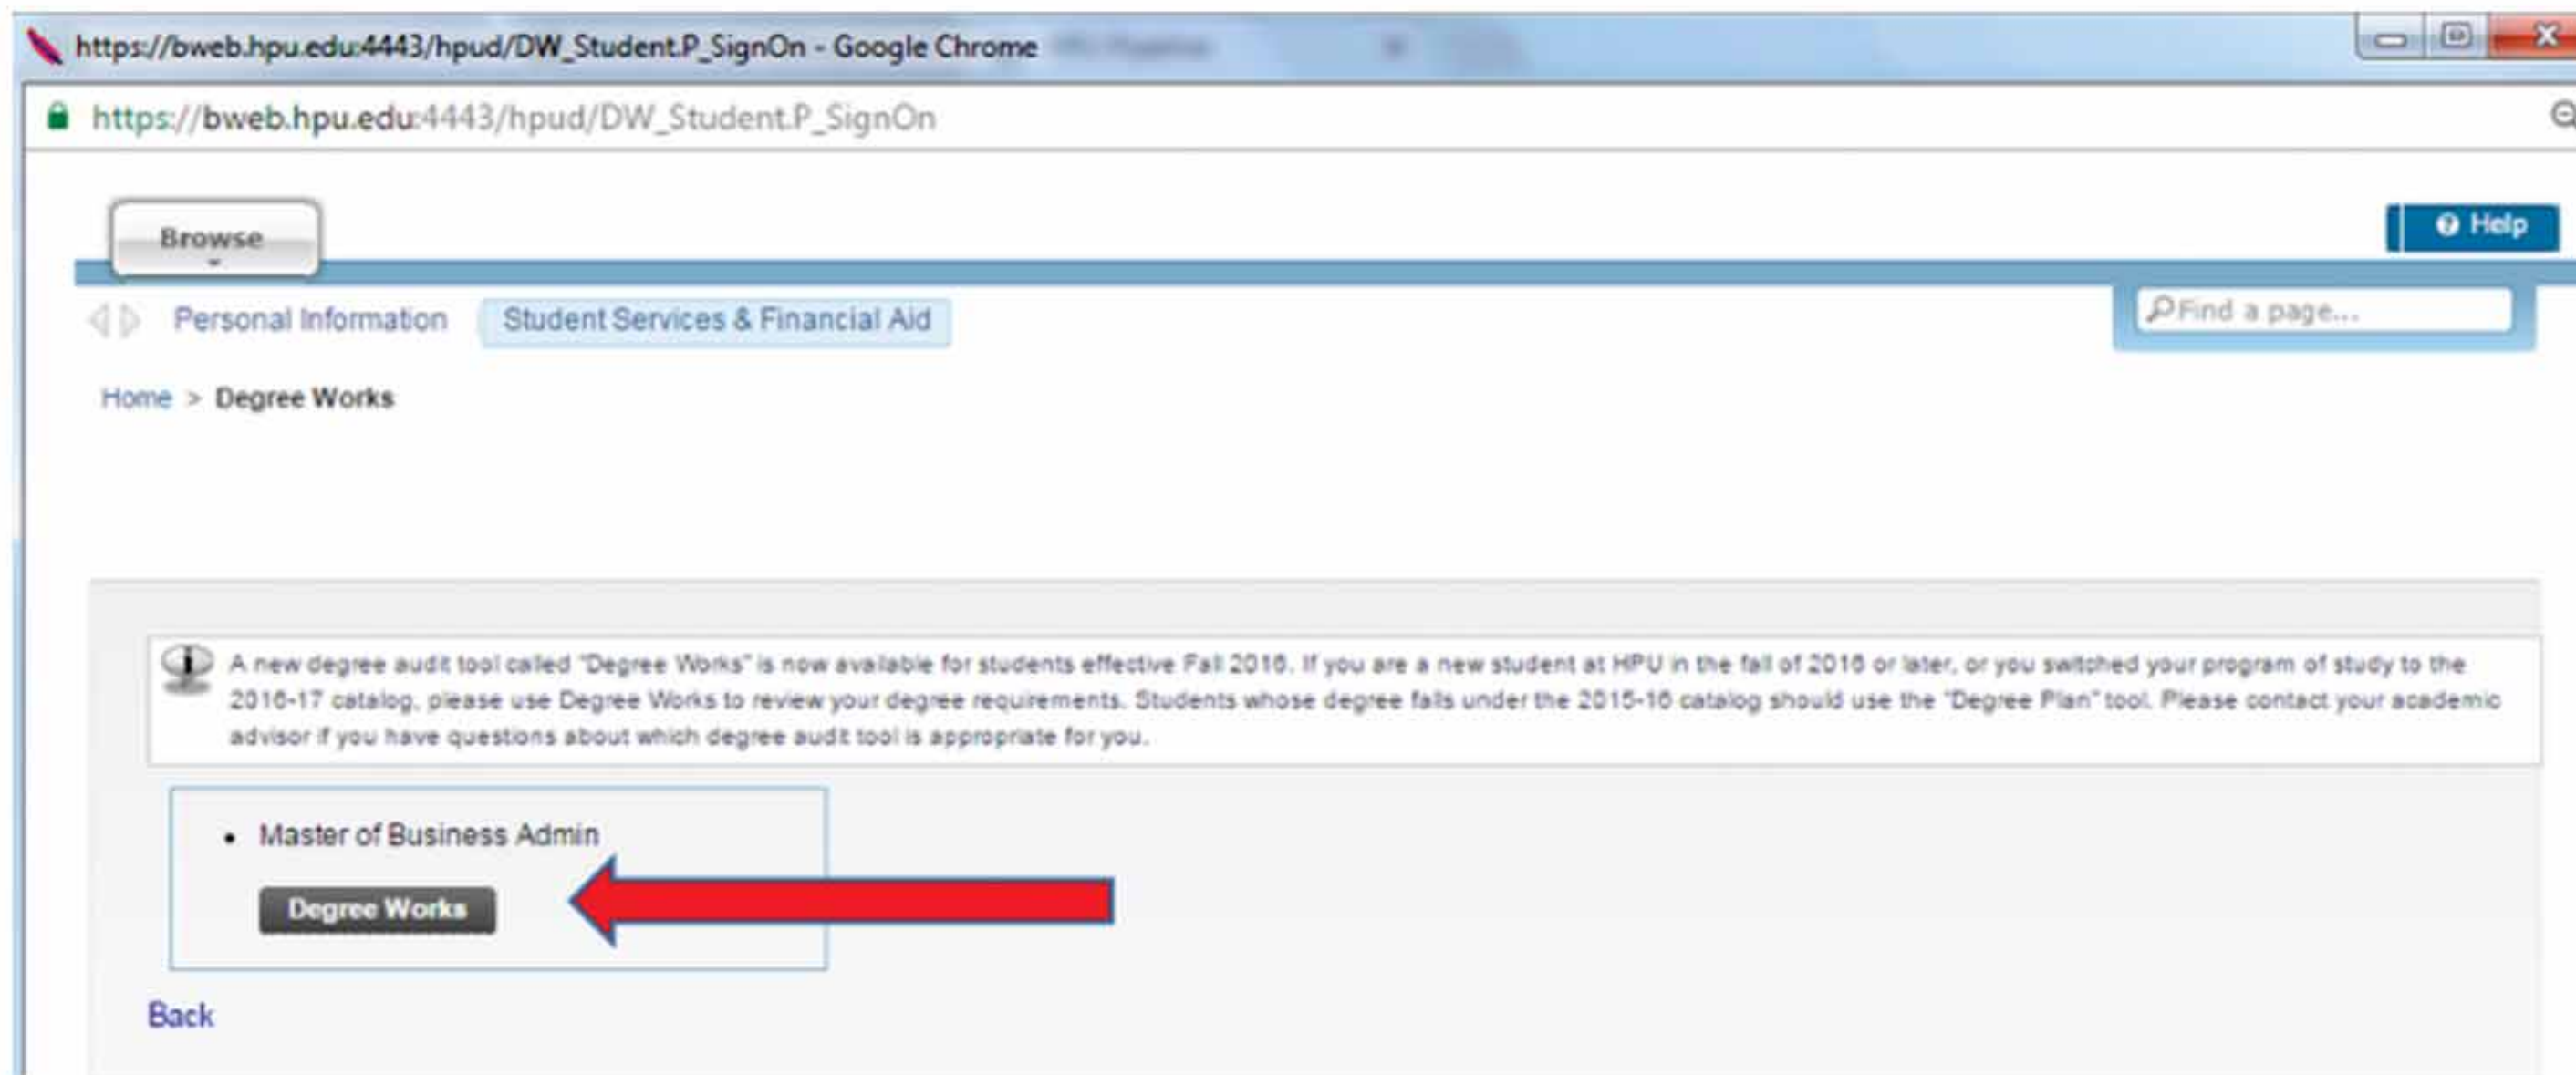 https://bweb.hpu.edu:4443/hpud/DW_Student.P_SignOn - Google Chrome
https://bweb.hpu.edu:4443/hpud/DW_Student.P_SignOn
Browse
Help
Personal Information Student Services & Financial Aid
Find a page...
Home > Degree Works
A new degree audit tool called "Degree Works" is now available for students effective Fall 2016. If you are a new student at HPU in the fall of 2016 or later, or you switched your program of study to the
2016-17 catalog, please use Degree Works to review your degree requirements. Students whose degree falls under the 2015-16 catalog should use the "Degree Plan" tool. Please contact your academic
advisor if you have questions about which degree audit tool is appropriate for you.
• Master of Business Admin
Degree Works
Back